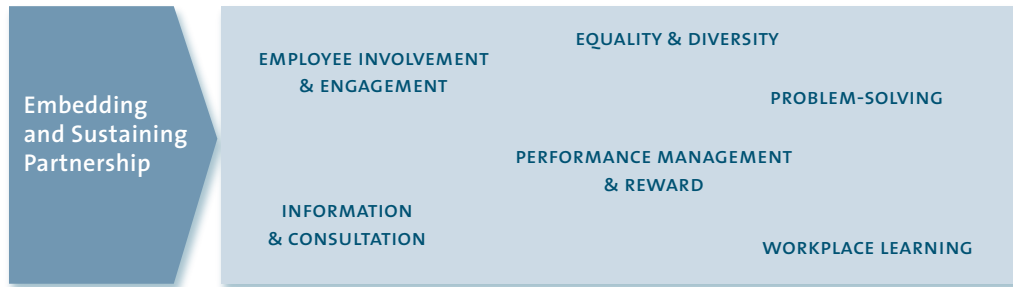 Embedding
and Sustaining
Partnership
EMPLOYEE INVOLVEMENT
& ENGAGEMENT
EQUALITY & DIVERSITY
PROBLEM-SOLVING
PERFORMANCE MANAGEMENT
& REWARD
INFORMATION
& CONSULTATION
WORKPLACE LEARNING